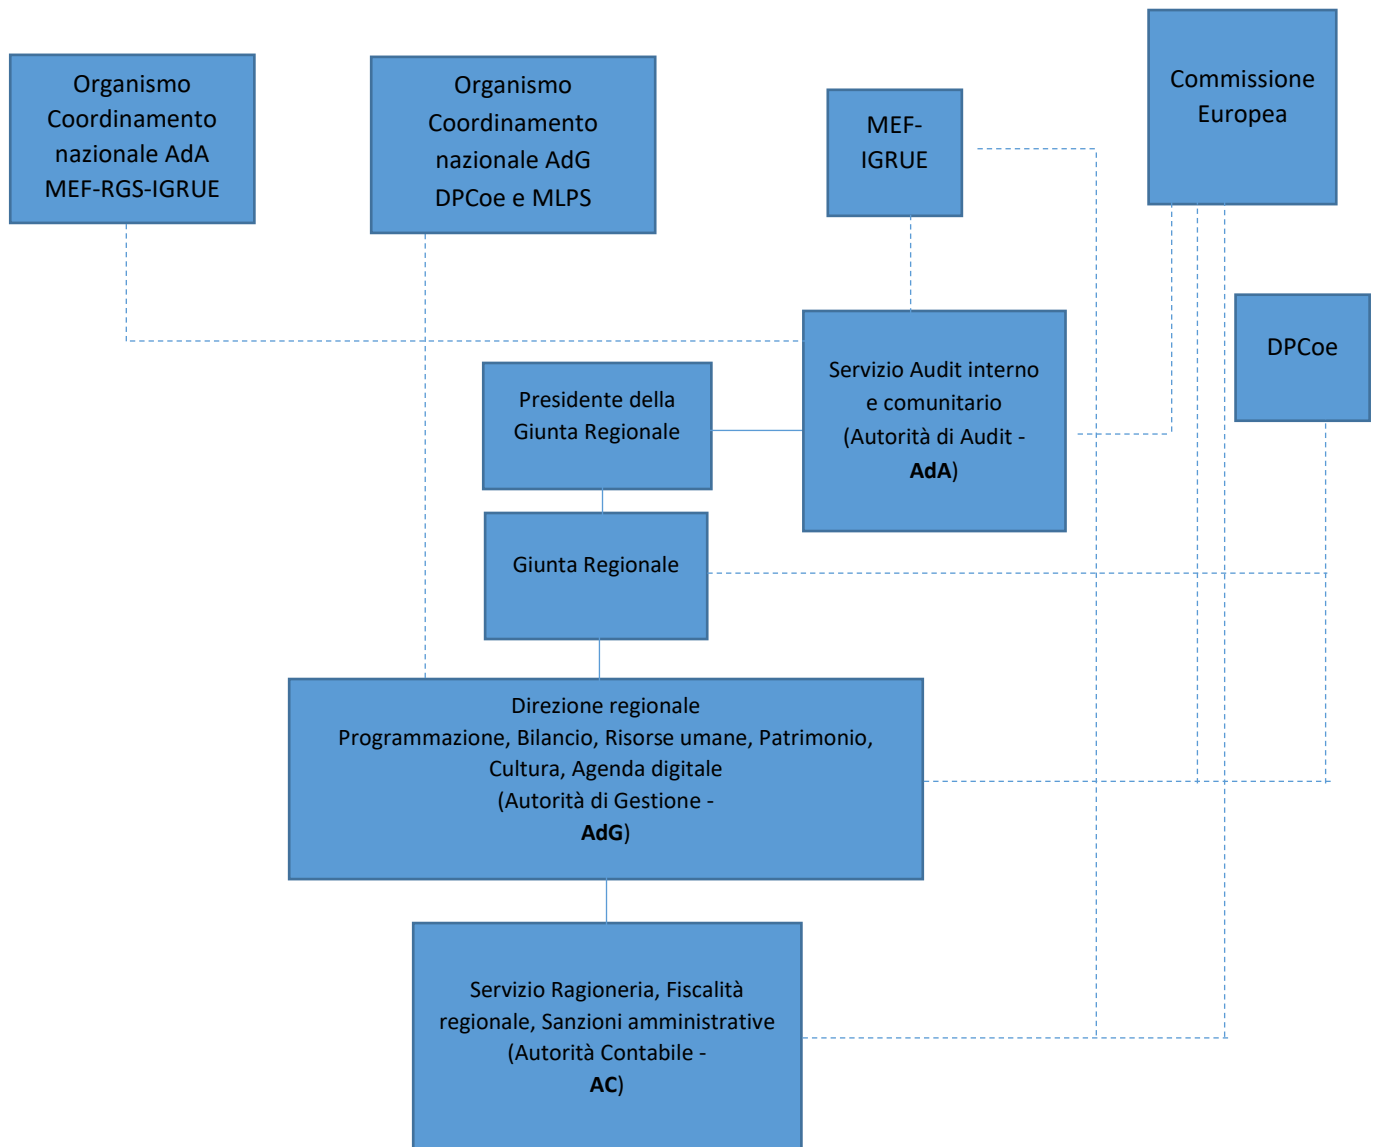 Organismo
Coordinamento
nazionale AdA
MEF-RGS-IGRUE
Organismo
Coordinamento
nazionale AdG
DPCoe e MLPS
MEF-
IGRUE
Commissione
Europea
DPCoe
Servizio Audit interno
e comunitario
(Autorità di Audit -
AdA)
Presidente della
Giunta Regionale
Giunta Regionale
Direzione regionale
Programmazione, Bilancio, Risorse umane, Patrimonio,
Cultura, Agenda digitale
(Autorità di Gestione -
AdG)
Servizio Ragioneria, Fiscalità
regionale, Sanzioni amministrative
(Autorità Contabile -
AC)